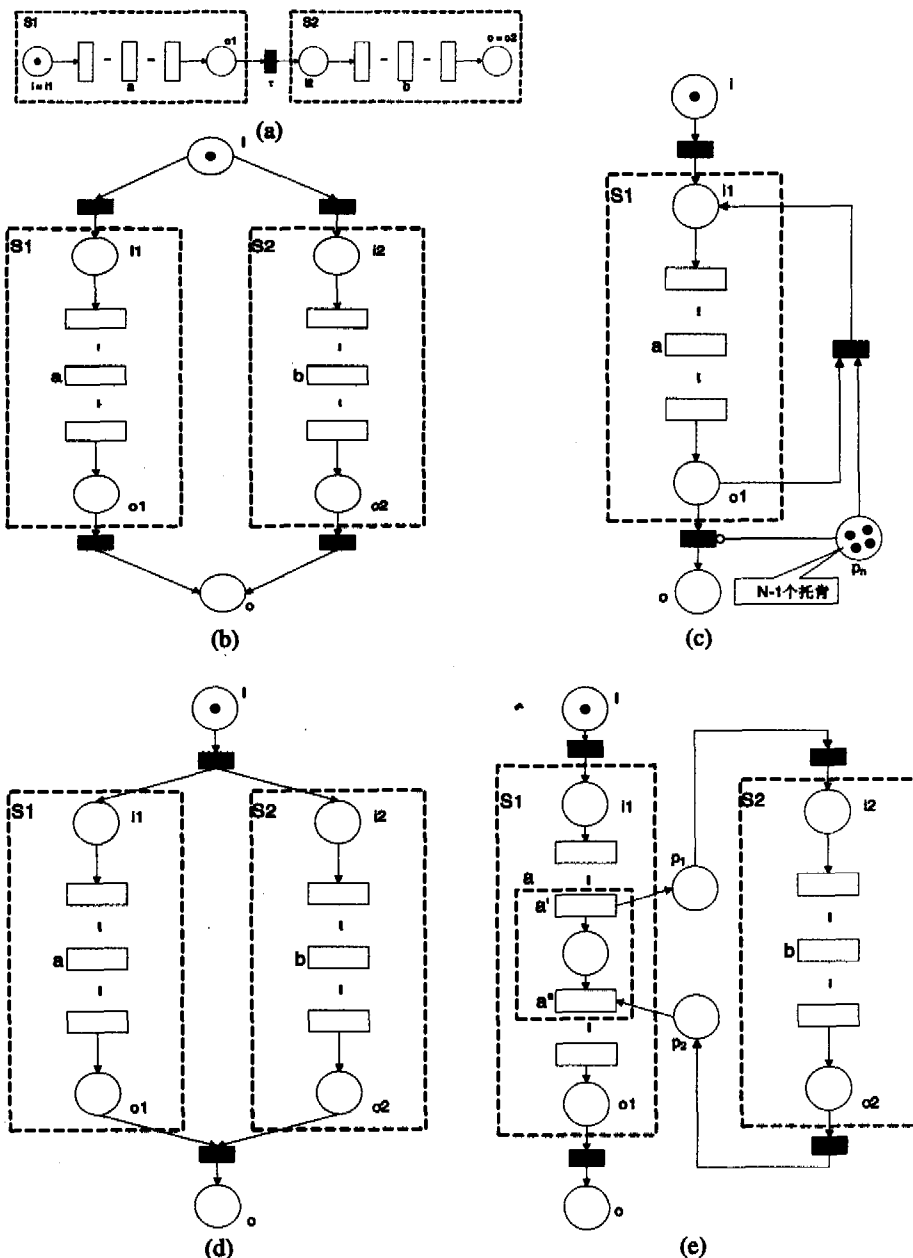 S1
S2
o1
o = o2
i = i1
a
τ
i2
b
(a)
i
S1
i1
S2
i2
a
b
o1
o2
o
(b)
i
S1
i1
a
o1
o
pn
N-1个托肯
(c)
i
S1
i1
S2
i2
a
b
o1
o2
o
(d)
i
S1
i1
S2
i2
a
p1
a'
b
a"
p2
o1
o2
o
(e)